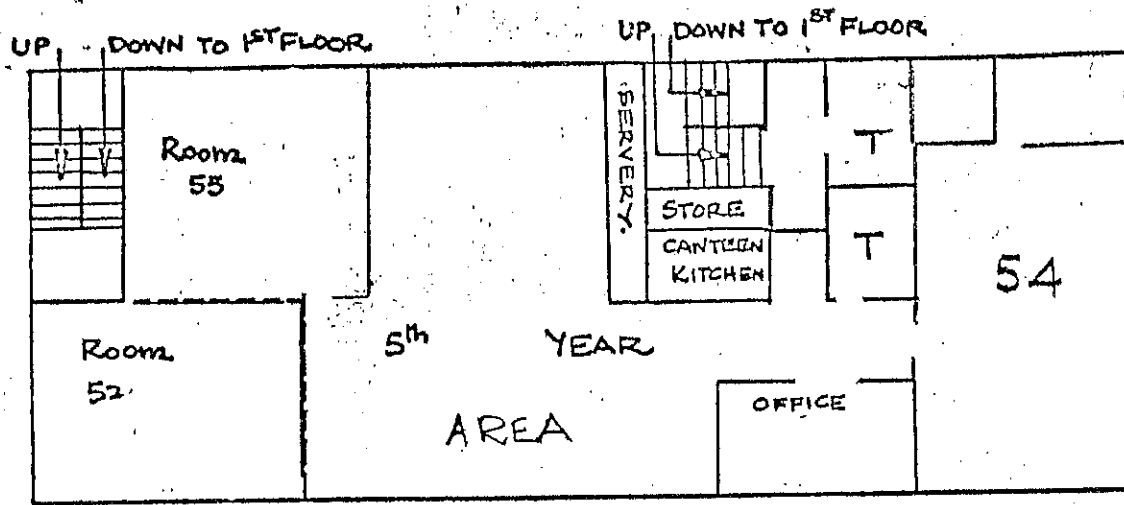 UP DOWN TO 1ST FLOOR
UP DOWN TO 1ST FLOOR
Room
55
SERVERY.
STORE
CANTEEN
KITCHEN
T
T
54
5th YEAR
AREA
Room
52.
OFFICE